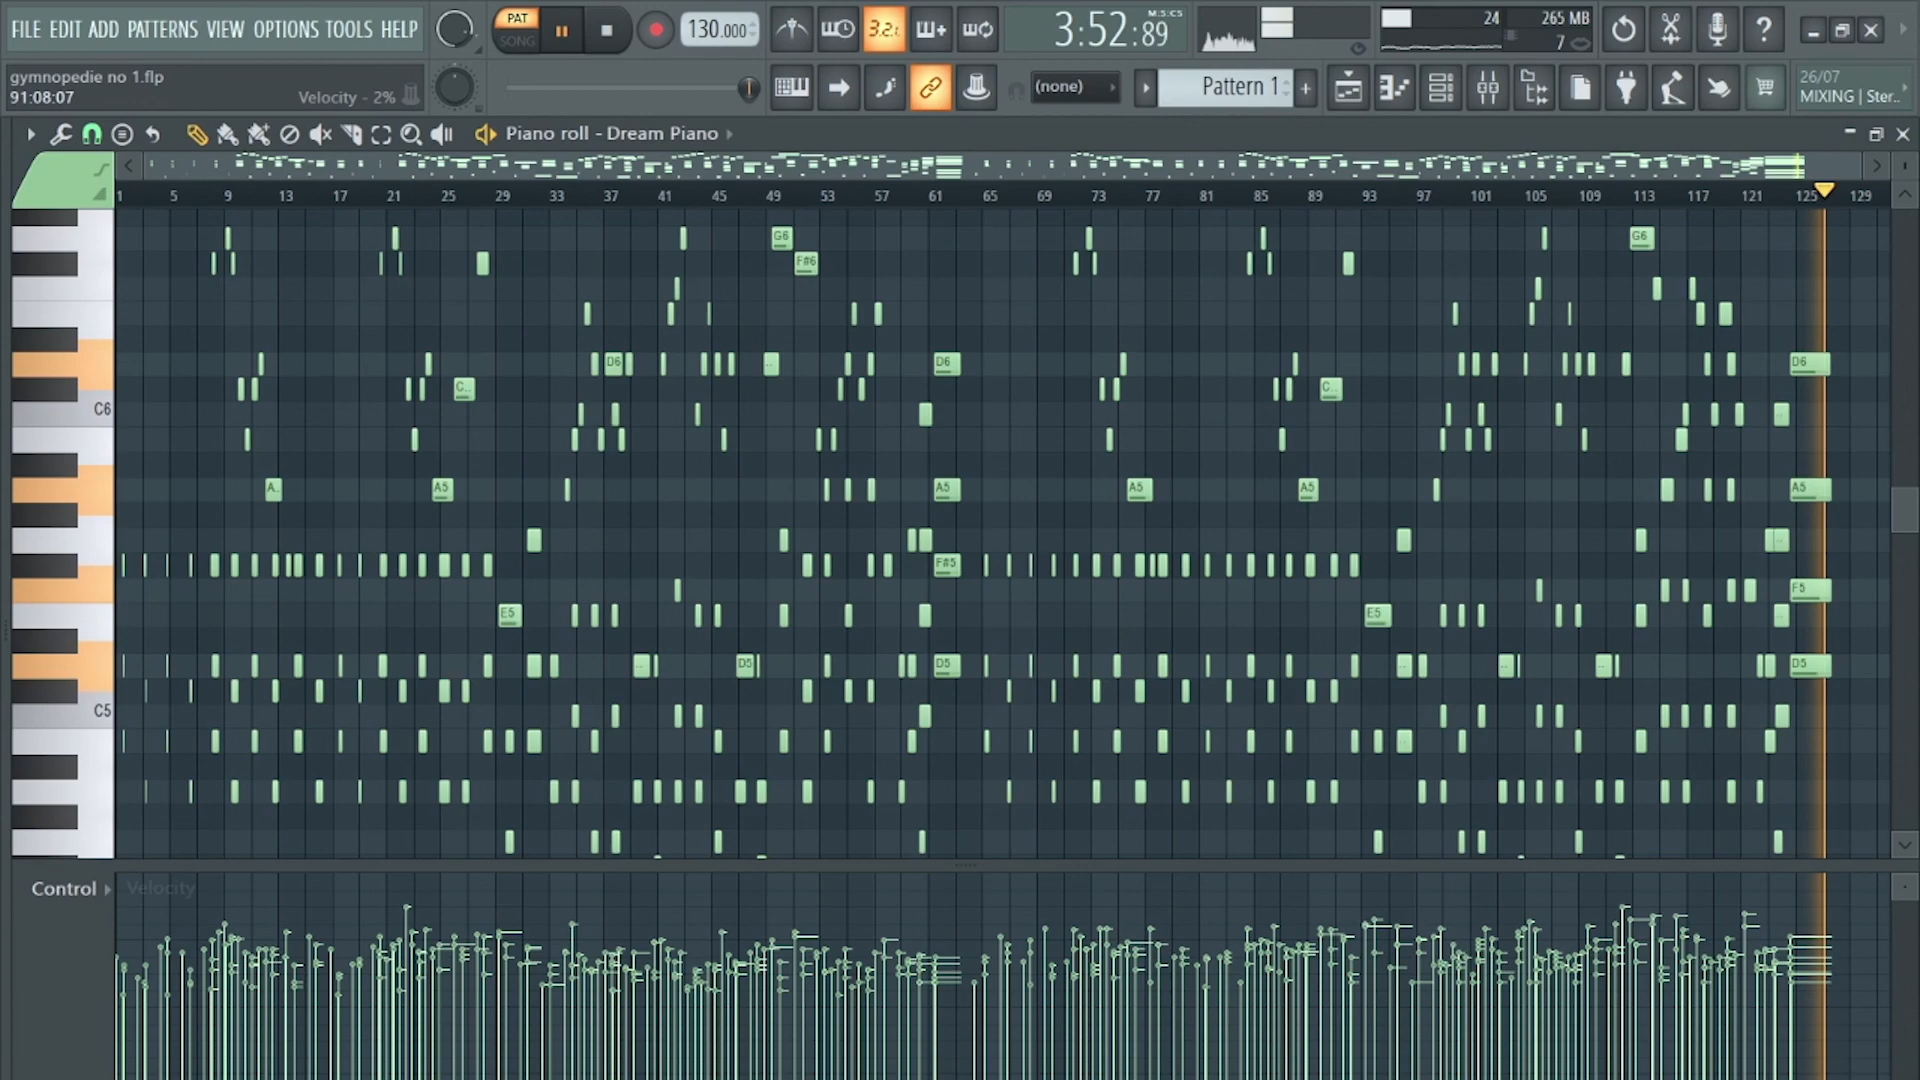 FILE EDIT ADD PATTERNS VIEW OPTIONS TOOLS HELP
PAT
SONG
130.000
3.2.
3:52:89
M:S:CS
24
265 MB
7
gymnopedie no 1.flp
91:08:07
Velocity - 2%
(none)
Pattern 1
26/07
MIXING | Ster..
Piano roll - Dream Piano
1 5 9 13 17 21 25 29 33 37 41 45 49 53 57 61 65 69 73 77 81 85 89 93 97 101 105 109 113 117 121 125 129
G6 G6
F#6
D6 D6 D6
C.. C..
C6
A.. A5 A5 A5 A5 A5
F#5
F5
E5 E5
D5 D5 D5
C5
Control
Velocity